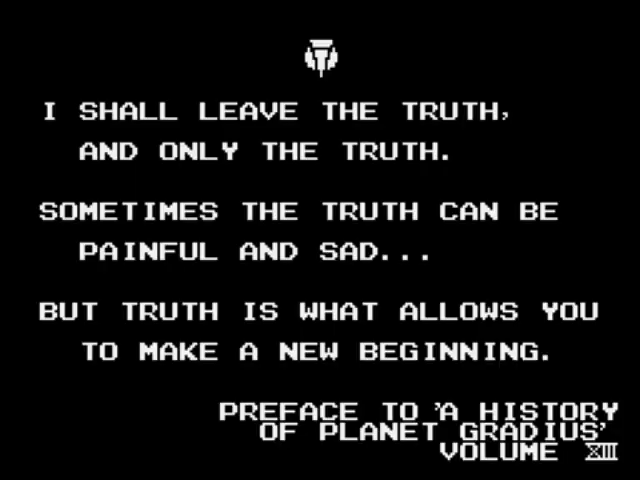 I SHALL LEAVE THE TRUTH,
AND ONLY THE TRUTH.
SOMETIMES THE TRUTH CAN BE
PAINFUL AND SAD...
BUT TRUTH IS WHAT ALLOWS YOU
TO MAKE A NEW BEGINNING.
PREFACE TO 'A HISTORY
OF PLANET GRADIUS'
VOLUME XIII